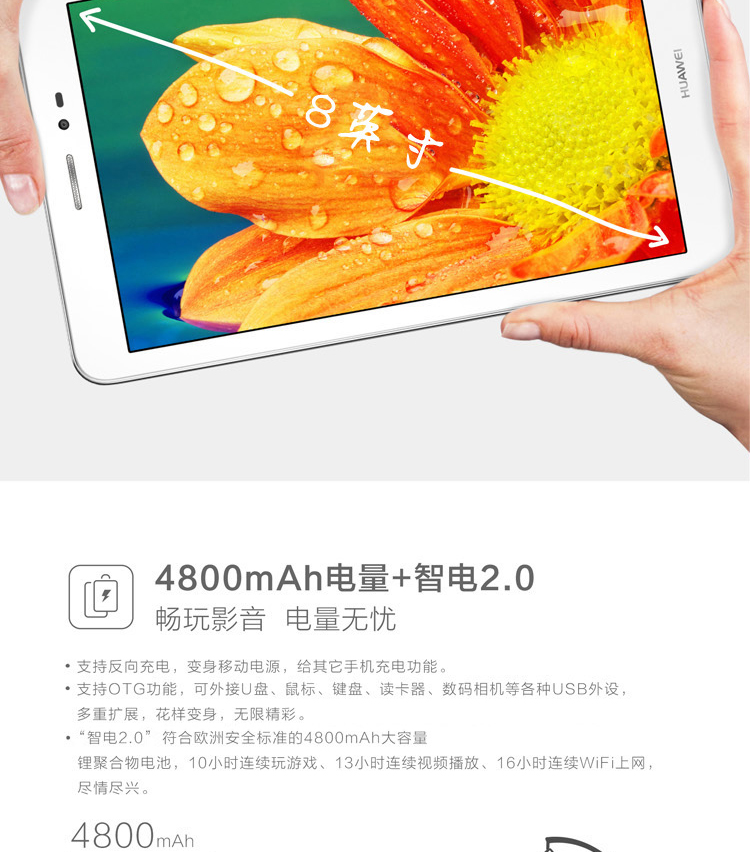 HUAWEI
8英寸
4800mAh电量+智电2.0
畅玩影音 电量无忧
• 支持反向充电，变身移动电源，给其它手机充电功能。
• 支持OTG功能，可外接U盘、鼠标、键盘、读卡器、数码相机等各种USB外设，
多重扩展，花样变身，无限精彩。
• “智电2.0” 符合欧洲安全标准的4800mAh大容量
锂聚合物电池，10小时连续玩游戏、13小时连续视频播放、16小时连续WiFi上网，
尽情尽兴。
4800mAh